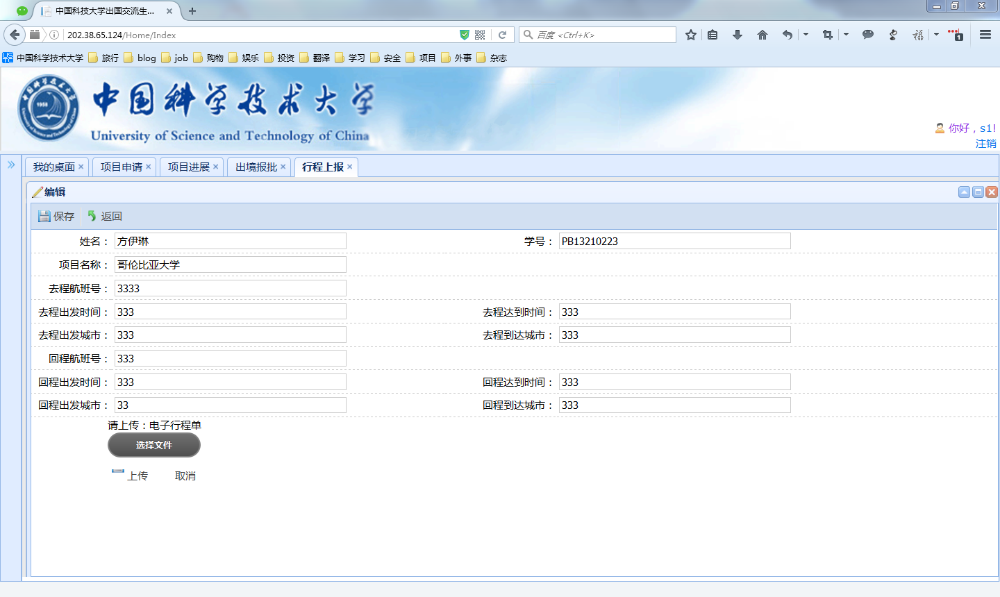 中国科技大学出国交流生...
202.38.65.124/Home/Index
百度 <Ctrl+K>
1
中国科学技术大学 旅行 blog job 购物 娱乐 投资 翻译 学习 安全 项目 外事 杂志
中国科学技术大学
University of Science and Technology of China
1958
你好，s1!
注销
我的桌面 项目申请 项目进展 出境报批 行程上报
编辑
保存 返回
姓名： 方伊琳 学号： PB13210223
项目名称： 哥伦比亚大学
去程航班号： 3333
去程出发时间： 333 去程达到时间： 333
去程出发城市： 333 去程到达城市： 333
回程航班号： 333
回程出发时间： 333 回程达到时间： 333
回程出发城市： 33 回程到达城市： 333
请上传：电子行程单
选择文件
上传 取消